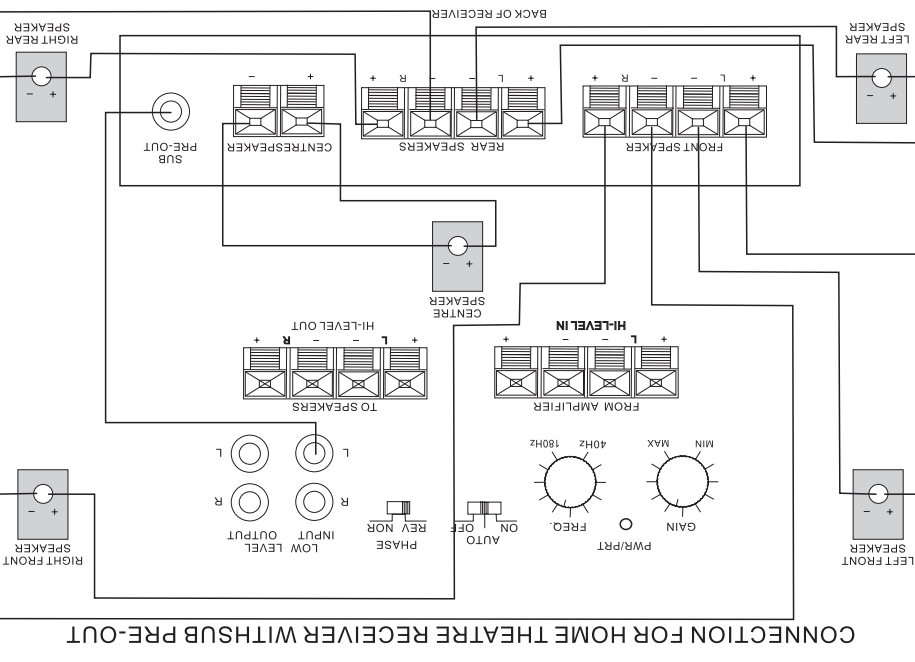 CONNECTION FOR HOME THEATRE RECEIVER WITHSUB PRE-OUT
LEFT FRONT
SPEAKER
+ −
GAIN
MIN MAX
PWR/PRT
FREQ.
40Hz 180Hz
AUTO
ON OFF
PHASE
REV NOR
LOW LEVEL
INPUT OUTPUT
R R
L L
RIGHT FRONT
SPEAKER
+ −
FROM AMPLIFIER
+ L − − +
HI-LEVEL IN
TO SPEAKERS
+ L − − R +
HI-LEVEL OUT
CENTRE
SPEAKER
+ −
FRONT SPEAKER
+ L − − R +
REAR SPEAKERS
+ L − − R +
CENTRESPEAKER
+ −
SUB
PRE-OUT
LEFT REAR
SPEAKER
+ −
RIGHT REAR
SPEAKER
+ −
BACK OF RECEIVER